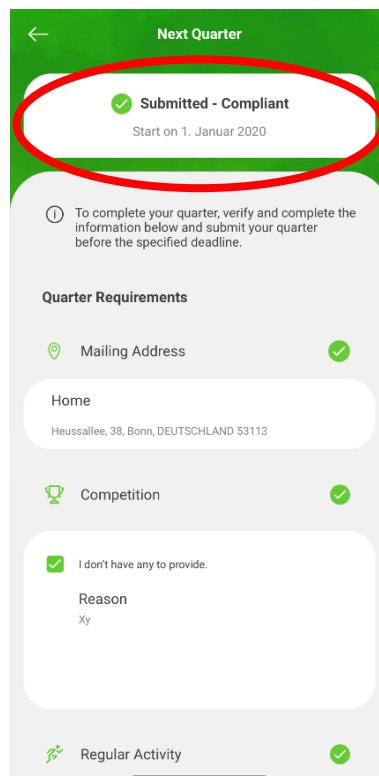 Next Quarter
Submitted - Compliant
Start on 1. Januar 2020
To complete your quarter, verify and complete the
information below and submit your quarter
before the specified deadline.
Quarter Requirements
Mailing Address
Home
Heussallee, 38, Bonn, DEUTSCHLAND 53113
Competition
I don't have any to provide.
Reason
Xy
Regular Activity